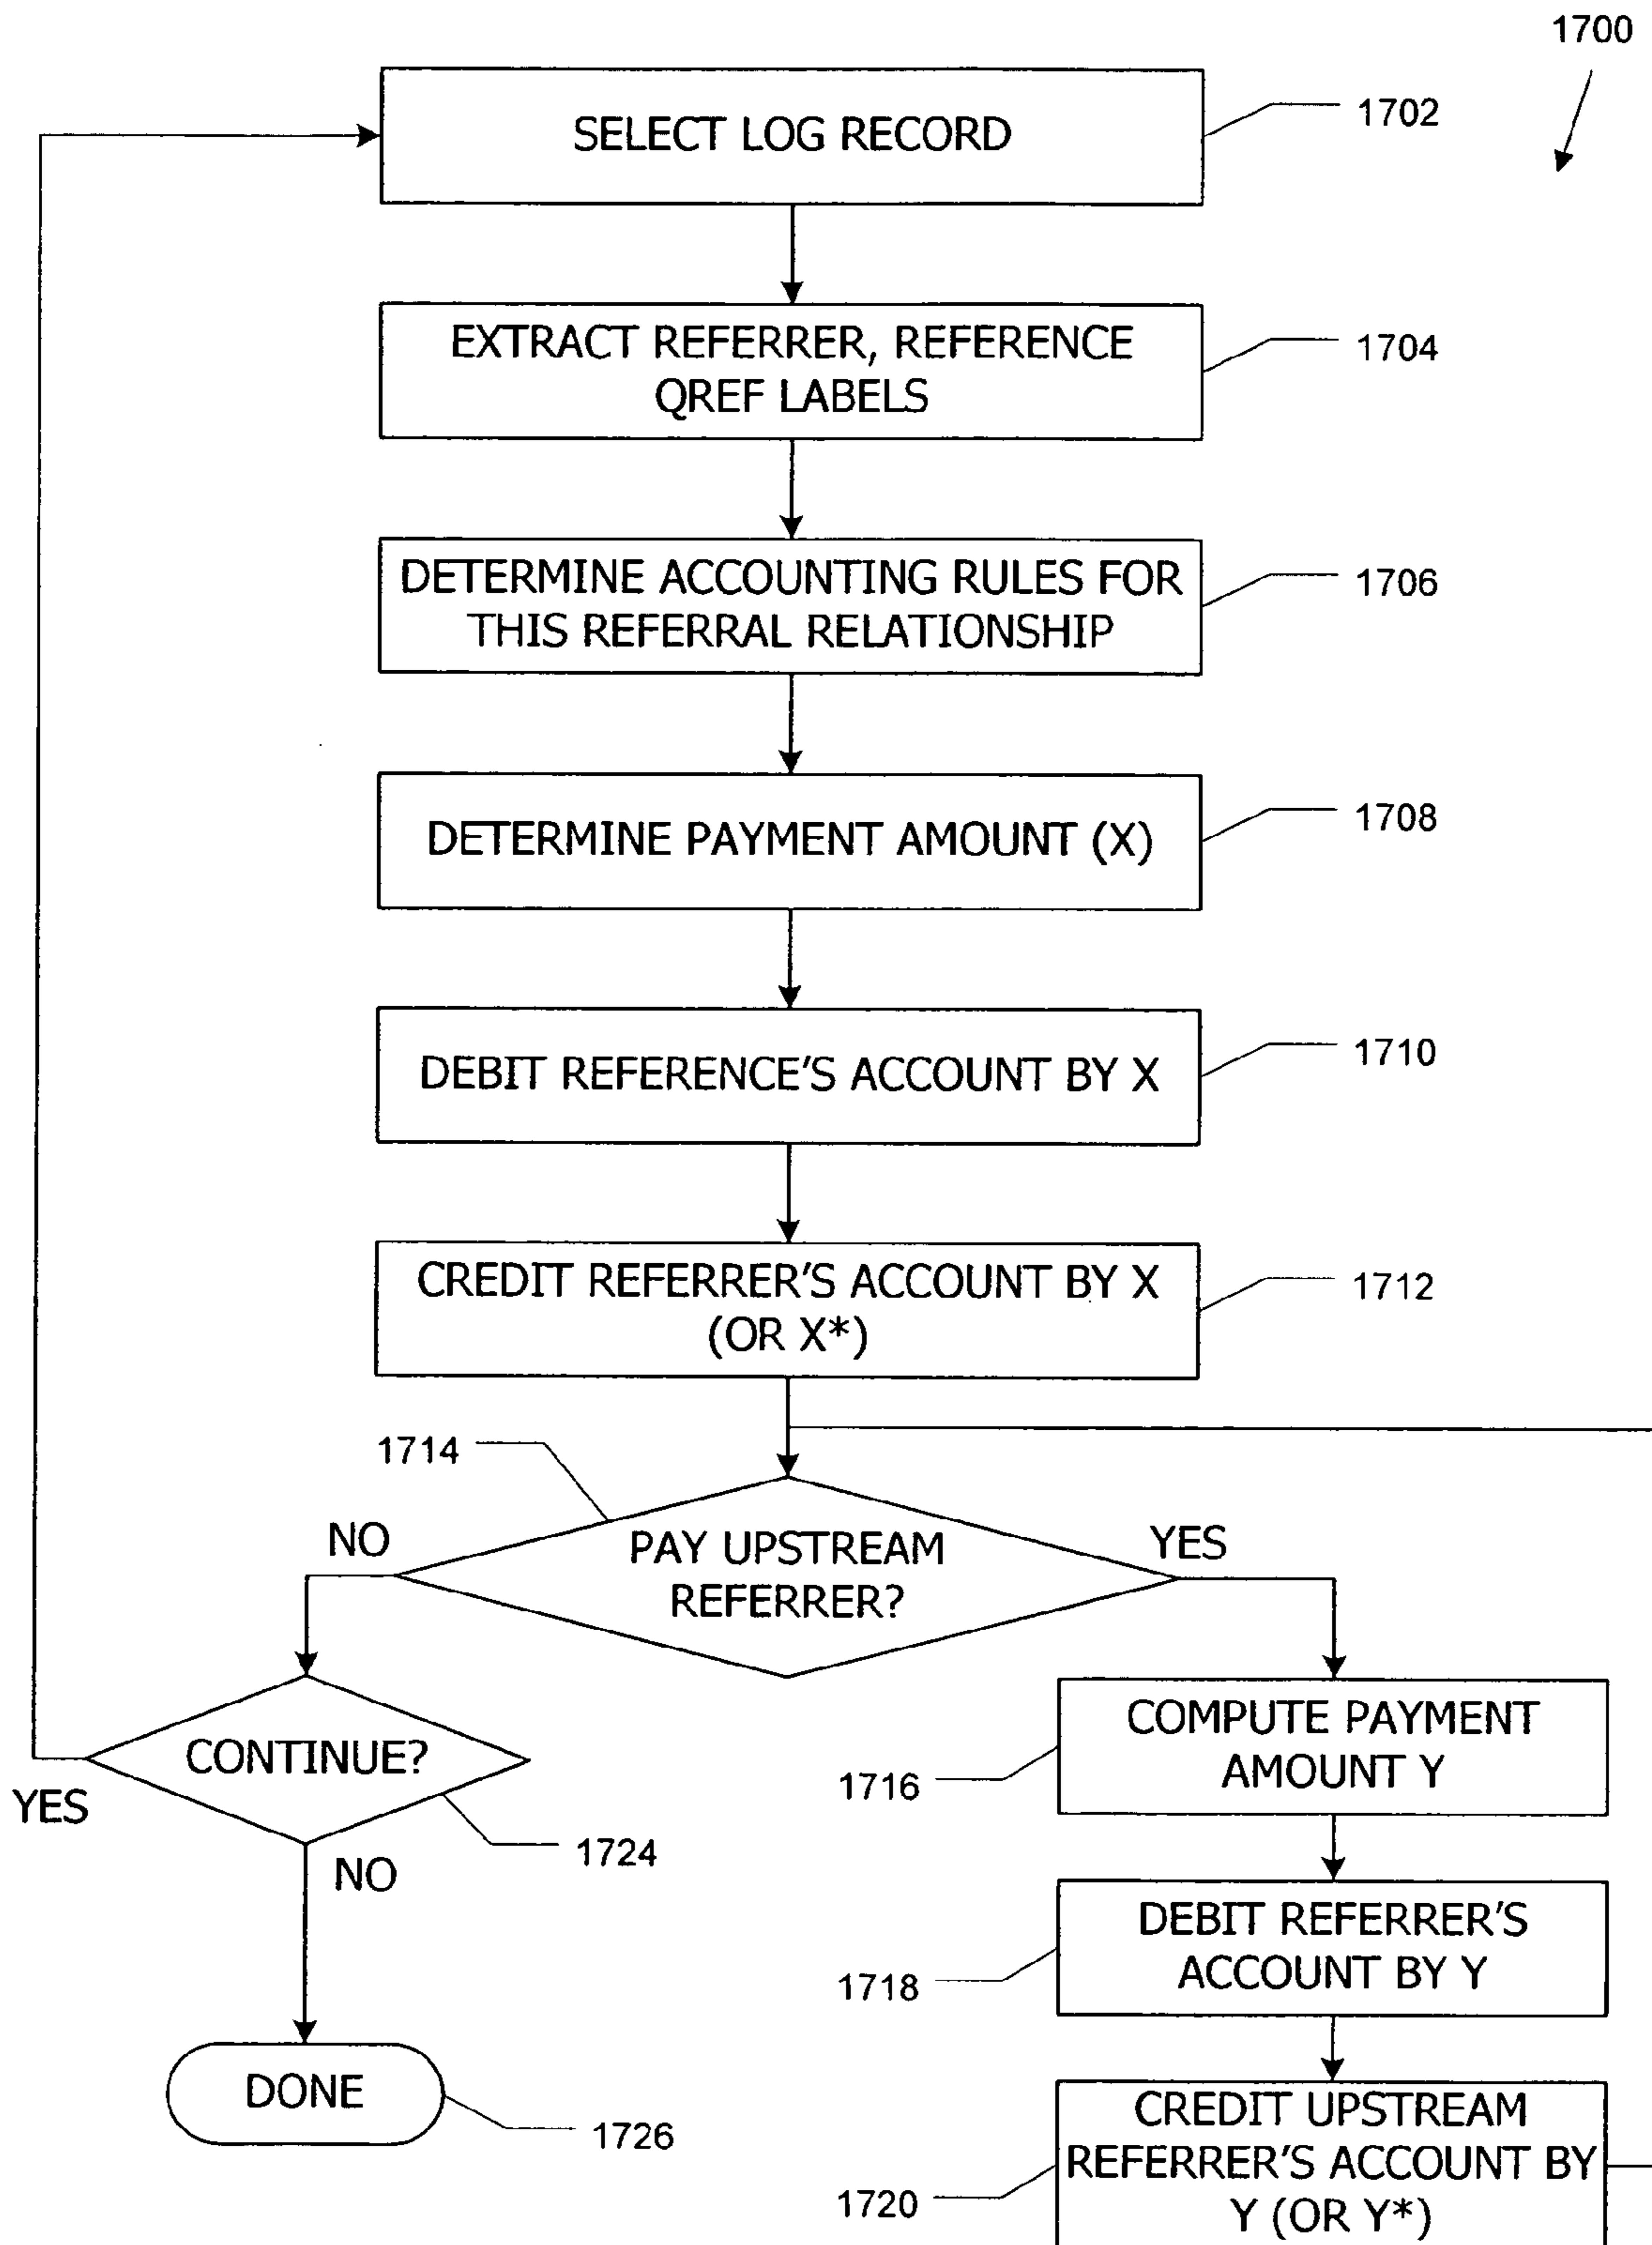 1700
SELECT LOG RECORD
1702
EXTRACT REFERRER, REFERENCE
QREF LABELS
1704
DETERMINE ACCOUNTING RULES FOR
THIS REFERRAL RELATIONSHIP
1706
DETERMINE PAYMENT AMOUNT (X)
1708
DEBIT REFERENCE'S ACCOUNT BY X
1710
CREDIT REFERRER'S ACCOUNT BY X
(OR X*)
1712
1714
NO
PAY UPSTREAM
REFERRER?
YES
CONTINUE?
YES
1724
NO
COMPUTE PAYMENT
AMOUNT Y
1716
DEBIT REFERRER'S
ACCOUNT BY Y
1718
DONE
1726
CREDIT UPSTREAM
REFERRER'S ACCOUNT BY
Y (OR Y*)
1720